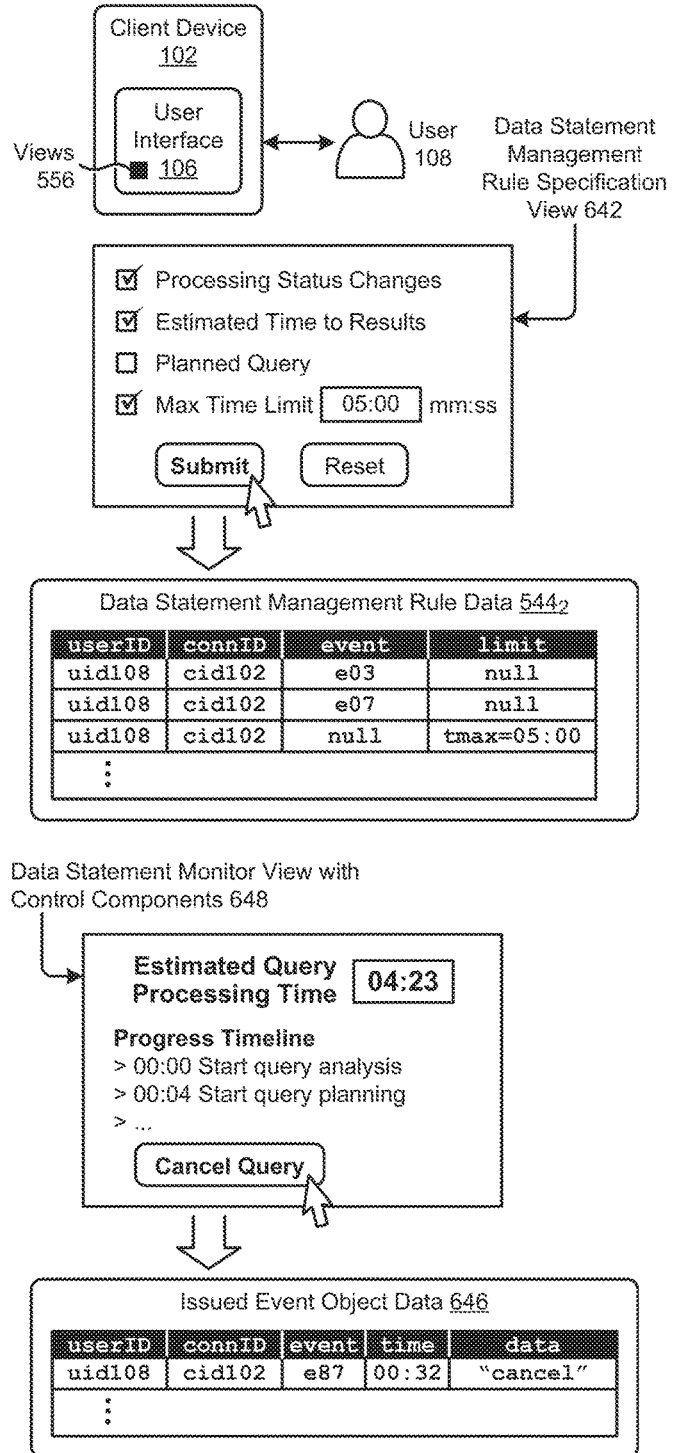 Client Device
102
User
Interface
106
Views
556
User
108
Data Statement
Management
Rule Specification
View 642
Processing Status Changes
Estimated Time to Results
Planned Query
Max Time Limit 05:00 mm:ss
Submit Reset
Data Statement Management Rule Data 544₂
userID connID event limit
uid108 cid102 e03 null
uid108 cid102 e07 null
uid108 cid102 null tmax=05:00
Data Statement Monitor View with
Control Components 648
Estimated Query
Processing Time 04:23
Progress Timeline
> 00:00 Start query analysis
> 00:04 Start query planning
> ...
Cancel Query
Issued Event Object Data 646
userID connID event time data
uid108 cid102 e87 00:32 "cancel"